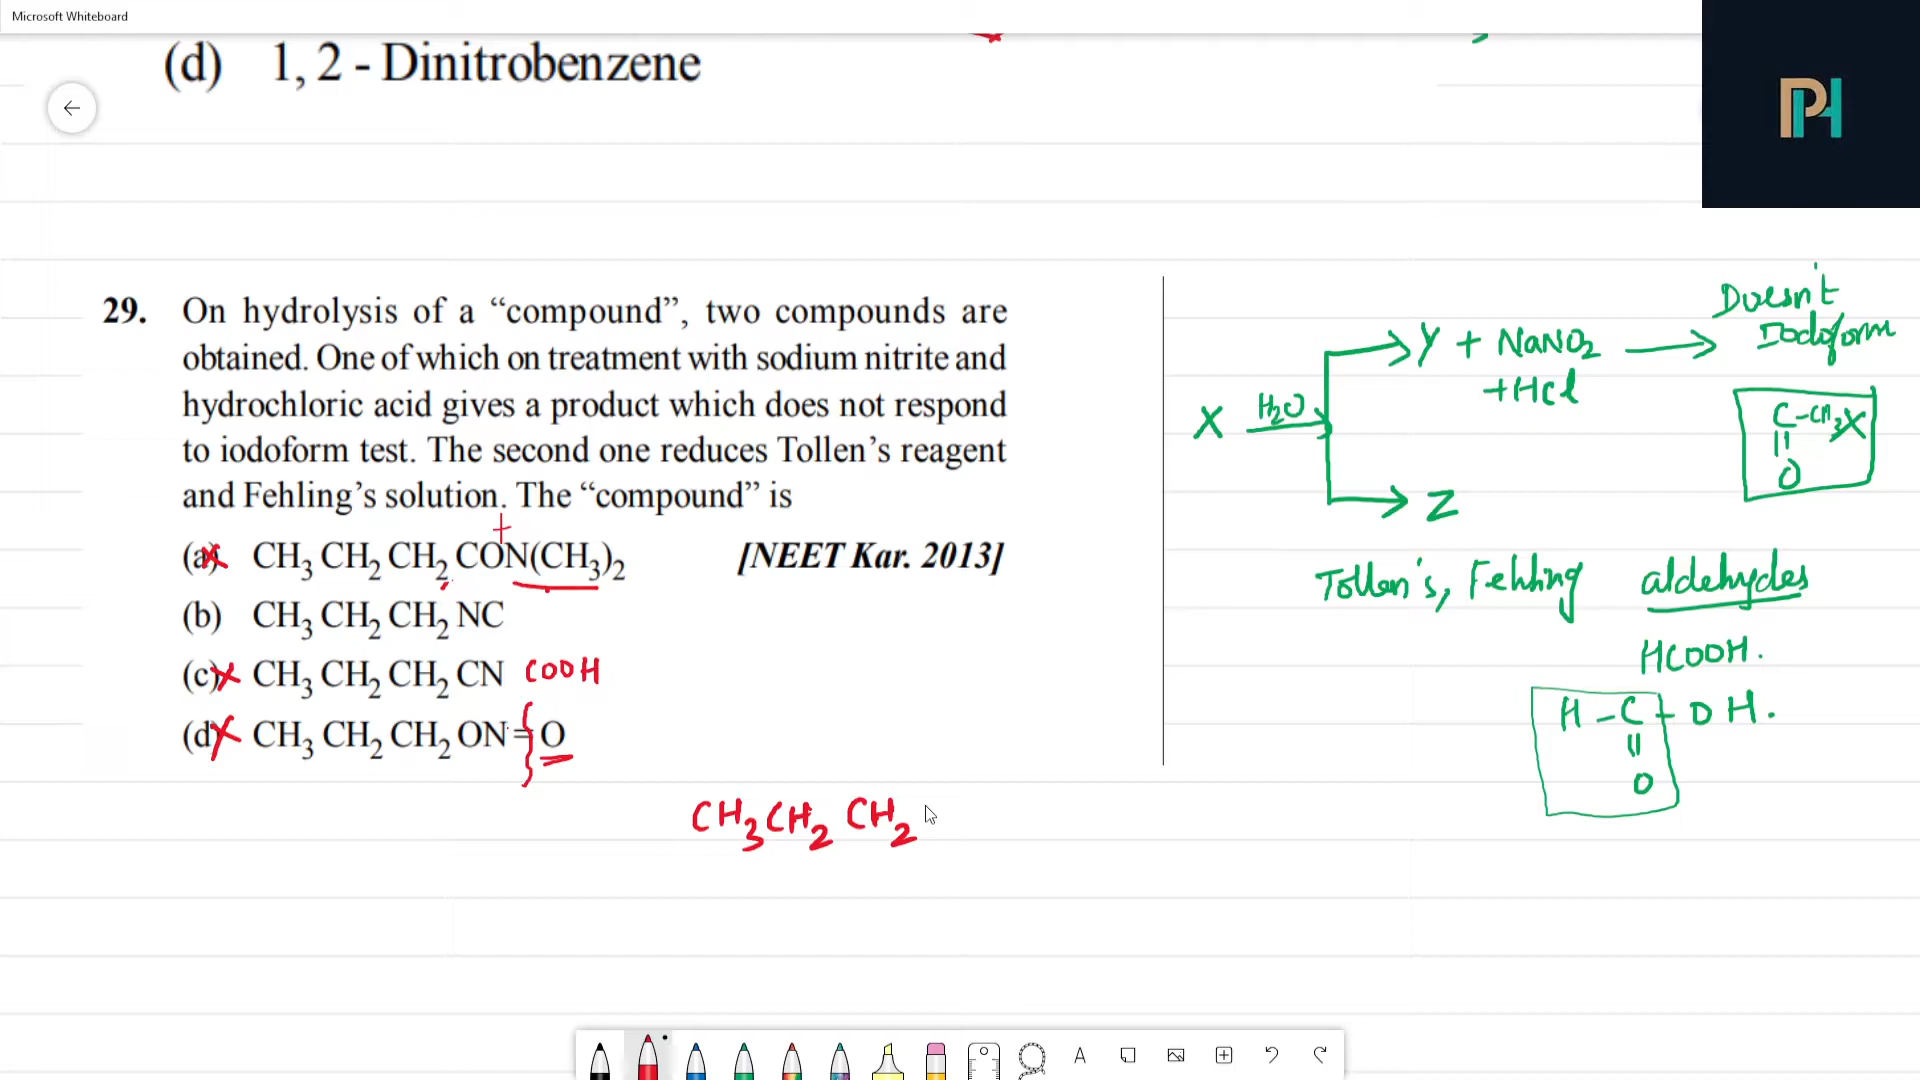 Microsoft Whiteboard
(d) 1, 2 - Dinitrobenzene
PH
29. On hydrolysis of a “compound”, two compounds are
obtained. One of which on treatment with sodium nitrite and
hydrochloric acid gives a product which does not respond
to iodoform test. The second one reduces Tollen’s reagent
and Fehling’s solution. The “compound” is
(a) CH3 CH2 CH2 CON(CH3)2 [NEET Kar. 2013]
(b) CH3 CH2 CH2 NC
(c) CH3 CH2 CH2 CN COOH
(d) CH3 CH2 CH2 ON=O
CH3 CH2 CH2
Doesn't
Iodoform
Y + NaNO2
+HCl
X H2O
C-CH3 X
||
O
Z
Tollen's, Fehling aldehydes
HCOOH.
H - C - OH.
||
O
A